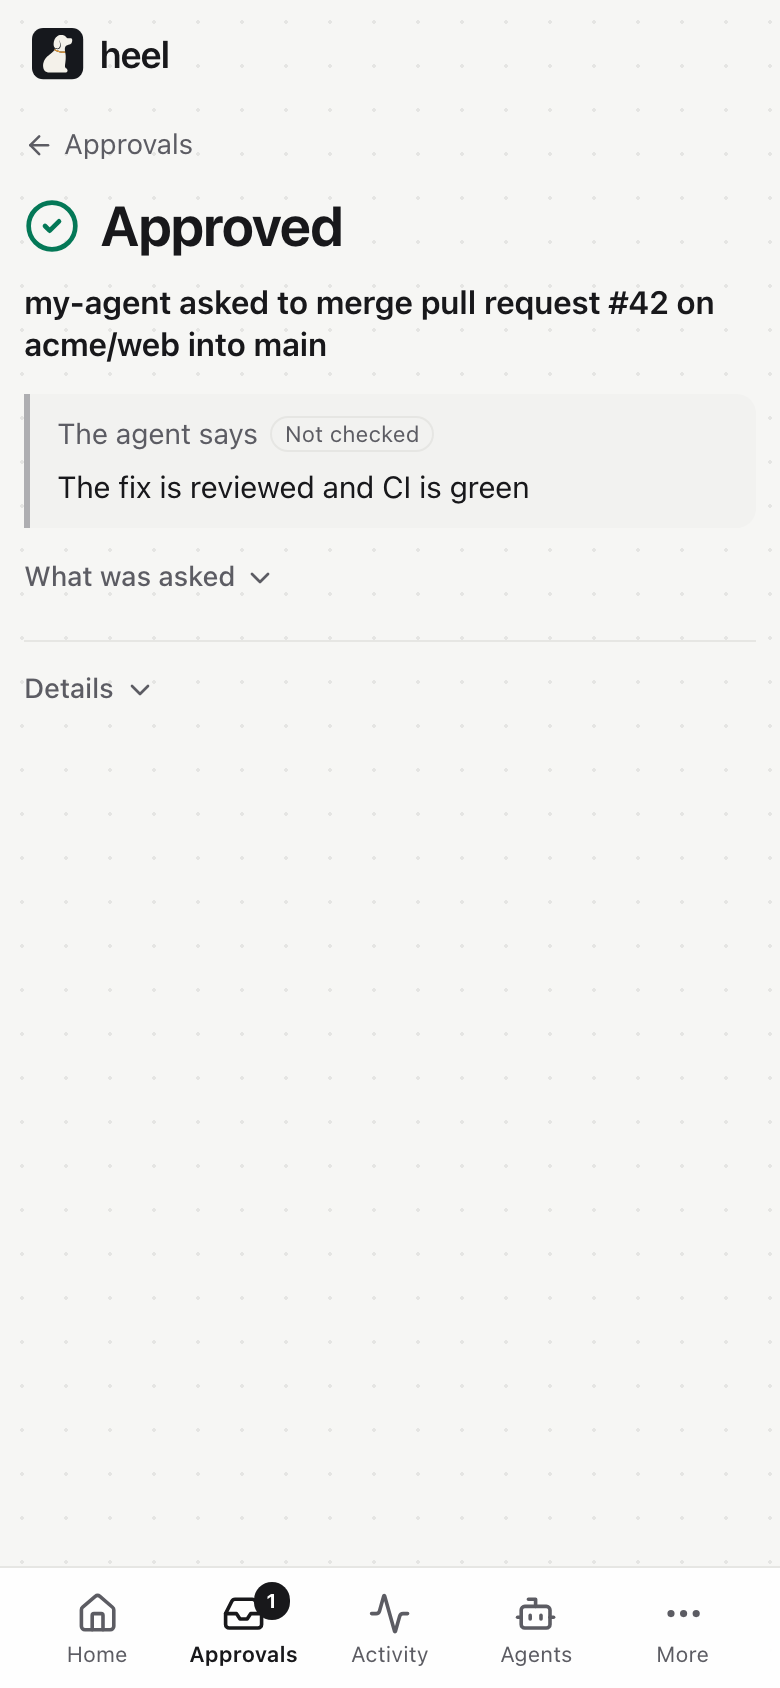 heel
Approvals
Approved
my-agent asked to merge pull request #42 on
acme/web into main
The agent says Not checked
The fix is reviewed and CI is green
What was asked
Details
1
Home Approvals Activity Agents More